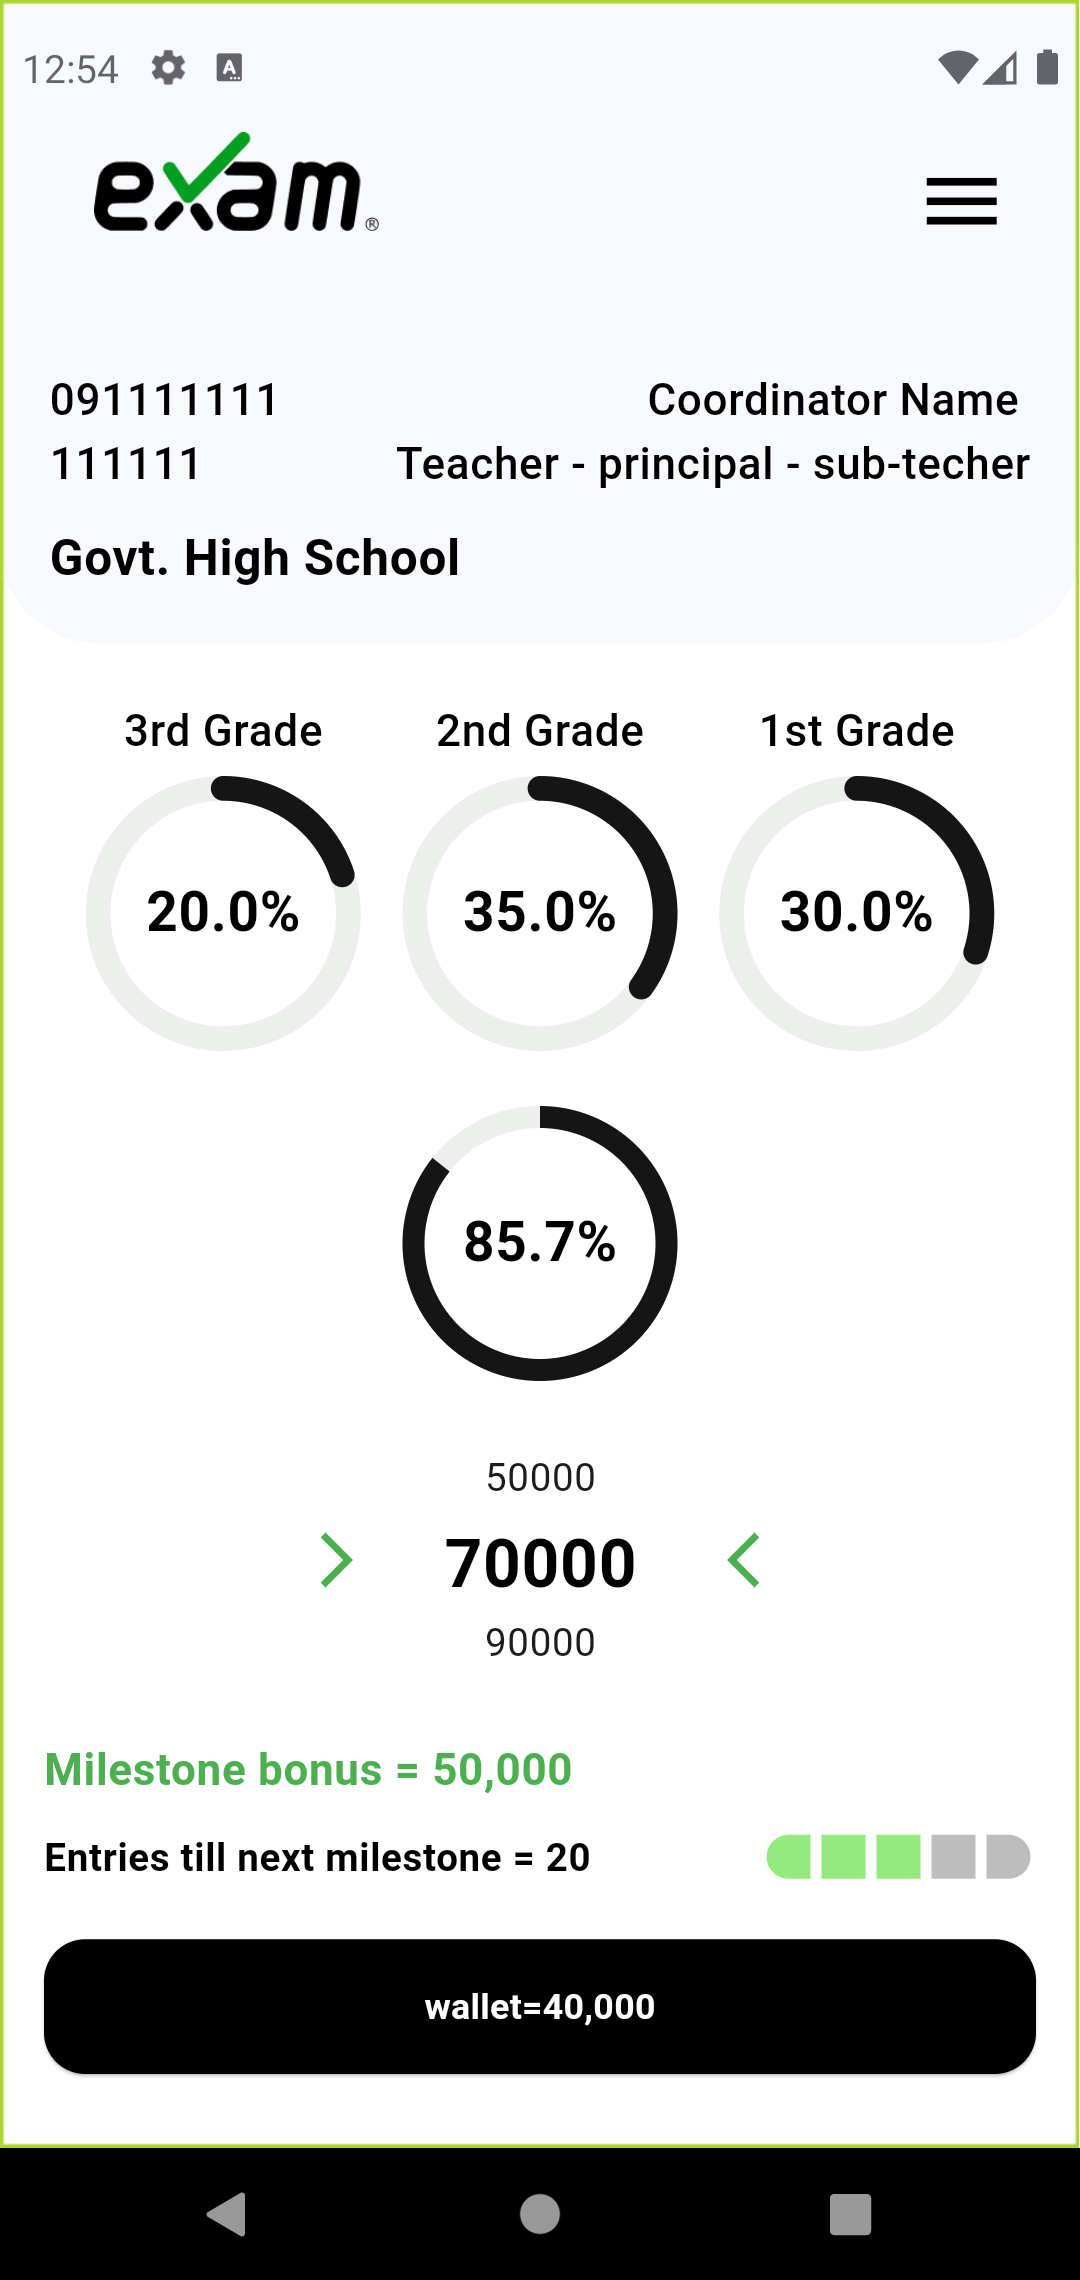 12:54
A
exam®
091111111
Coordinator Name
111111
Teacher - principal - sub-techer
Govt. High School
3rd Grade
2nd Grade
1st Grade
20.0%
35.0%
30.0%
85.7%
50000
70000
90000
Milestone bonus = 50,000
Entries till next milestone = 20
wallet=40,000